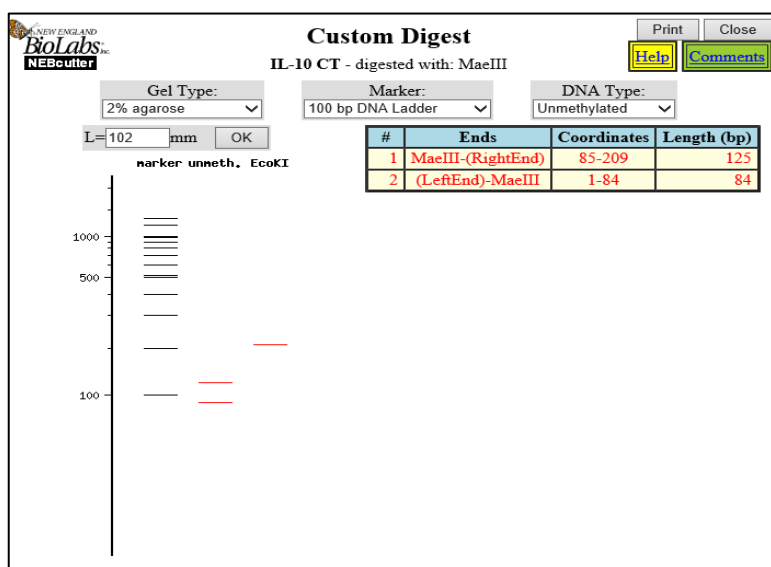 NEW ENGLAND
BioLabs Inc.
NEBcutter
Custom Digest
IL-10 CT - digested with: MaeIII
Print Close
Help Comments
Gel Type: Marker: DNA Type:
2% agarose 100 bp DNA Ladder Unmethylated
L= 102 mm OK
# Ends Coordinates Length (bp)
1 MaeIII-(RightEnd) 85-209 125
2 (LeftEnd)-MaeIII 1-84 84
marker unmeth. EcoKI
1000
500
100